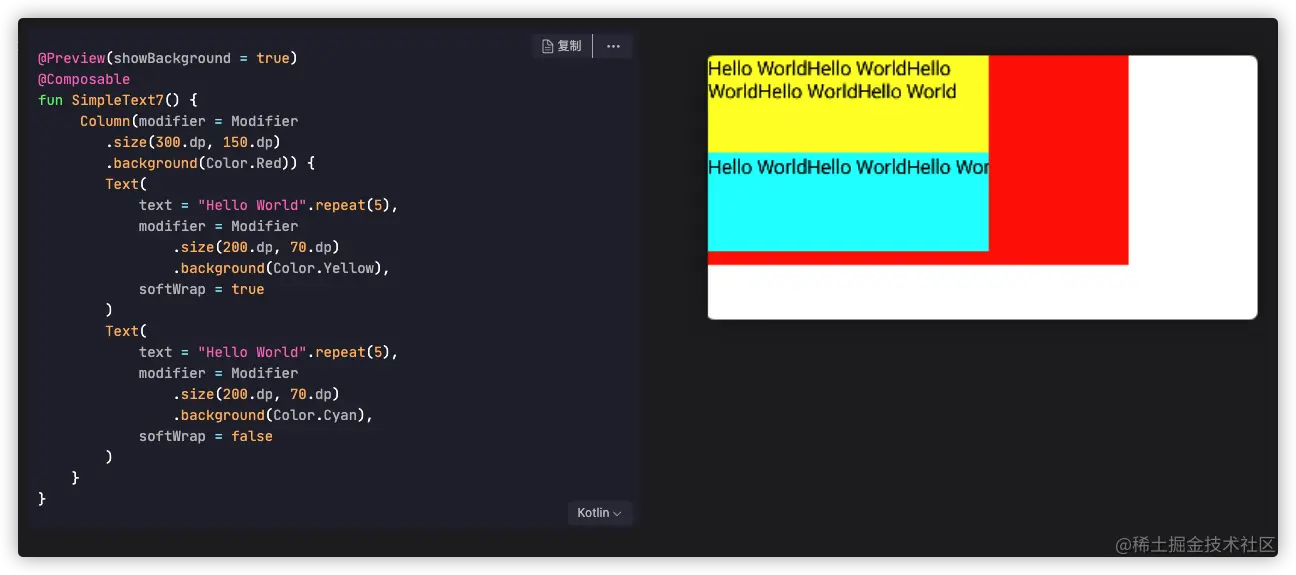 复制
@Preview(showBackground = true)
@Composable
fun SimpleText7() {
     Column(modifier = Modifier
        .size(300.dp, 150.dp)
        .background(Color.Red)) {
        Text(
            text = "Hello World".repeat(5),
            modifier = Modifier
                .size(200.dp, 70.dp)
                .background(Color.Yellow),
            softWrap = true
        )
        Text(
            text = "Hello World".repeat(5),
            modifier = Modifier
                .size(200.dp, 70.dp)
                .background(Color.Cyan),
            softWrap = false
        )
    }
}
Kotlin
Hello WorldHello WorldHello
WorldHello WorldHello World
Hello WorldHello WorldHello Wor
@稀土掘金技术社区